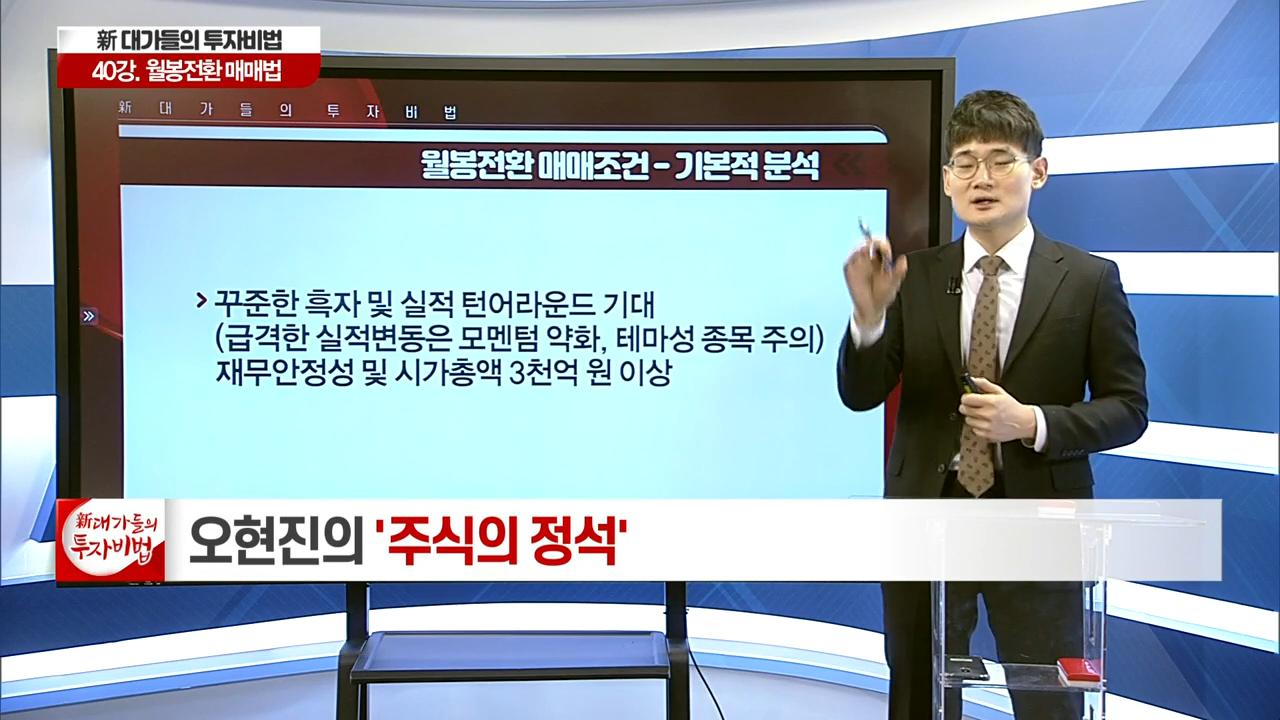 新 대가들의 투자비법
40강. 월봉전환 매매법
新 대가들의 투자비법
월봉전환 매매조건 - 기본적 분석
꾸준한 흑자 및 실적 턴어라운드 기대
(급격한 실적변동은 모멘텀 약화, 테마성 종목 주의)
재무안정성 및 시가총액 3천억 원 이상
新대가들의
투자비법
오현진의 '주식의 정석'